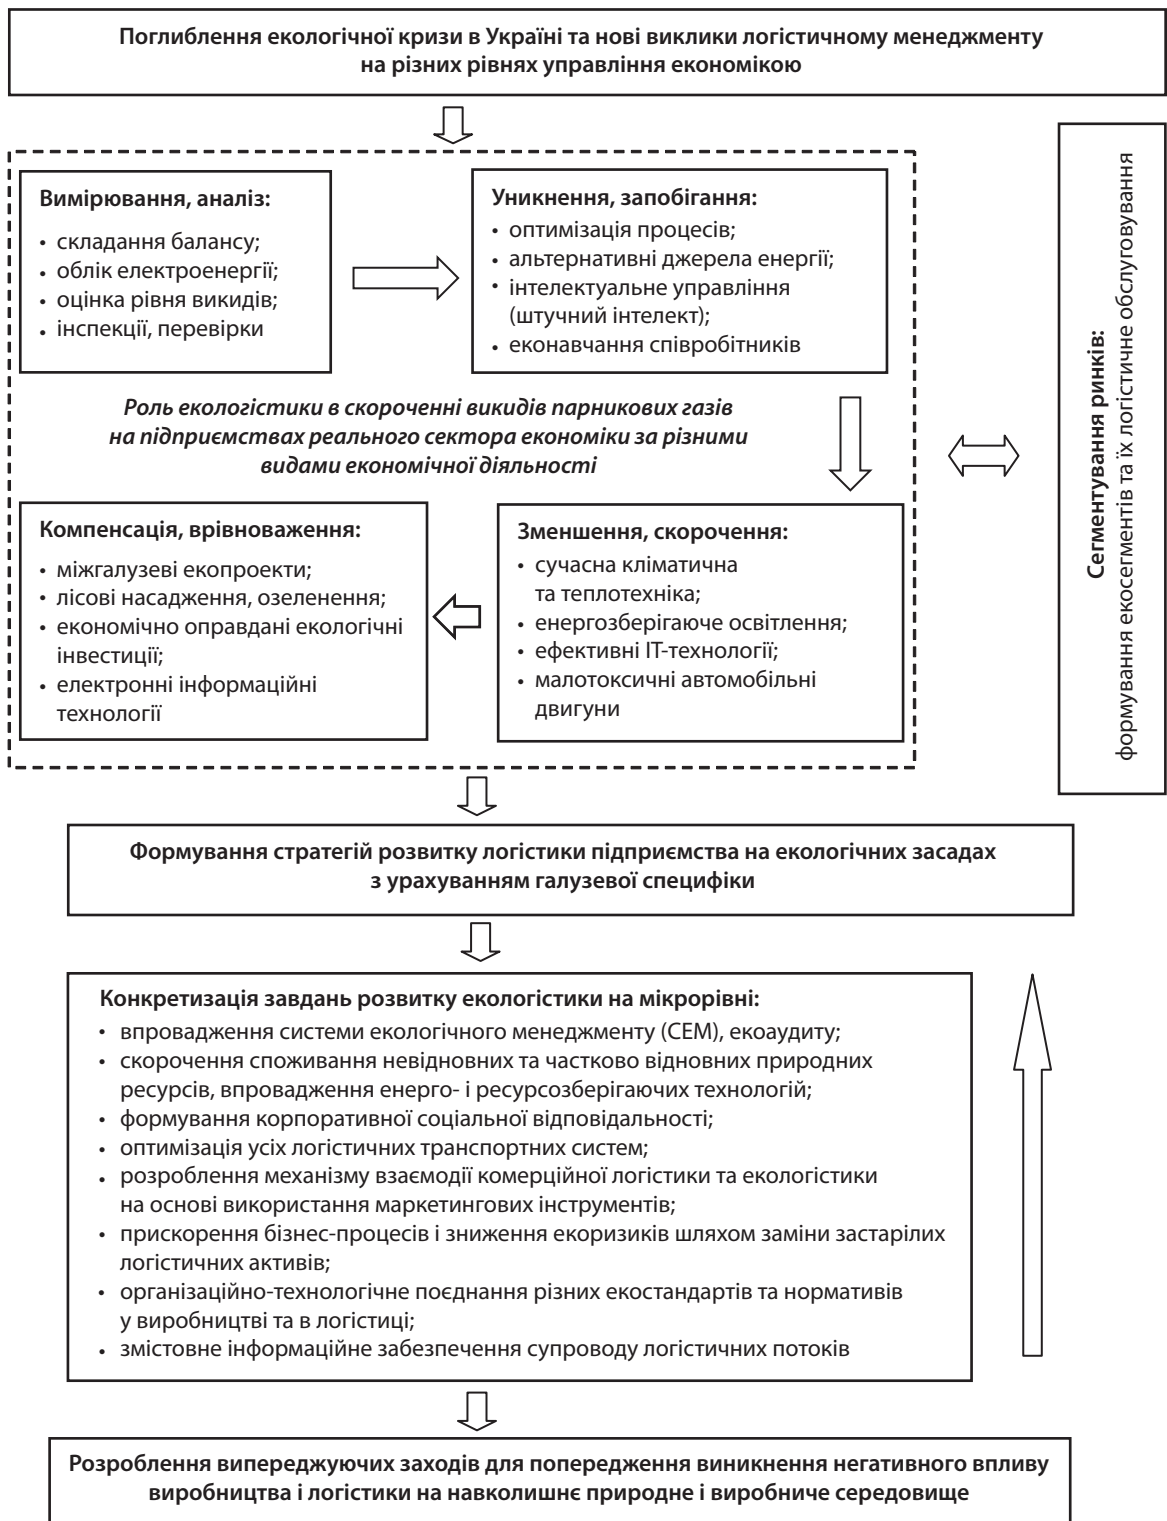 Поглиблення екологічної кризи в Україні та нові виклики логістичному менеджменту
на різних рівнях управління економікою
Вимірювання, аналіз:
• складання балансу;
• облік електроенергії;
• оцінка рівня викидів;
• інспекції, перевірки
Уникнення, запобігання:
• оптимізація процесів;
• альтернативні джерела енергії;
• інтелектуальне управління
(штучний інтелект);
• еконавчання співробітників
Роль екологістики в скороченні викидів парникових газів
на підприємствах реального сектора економіки за різними
видами економічної діяльності
Компенсація, врівноваження:
• міжгалузеві екопроекти;
• лісові насадження, озеленення;
• економічно оправдані екологічні
інвестиції;
• електронні інформаційні
технології
Зменшення, скорочення:
• сучасна кліматична
та теплотехніка;
• енергозберігаюче освітлення;
• ефективні ІТ-технології;
• малотоксичні автомобільні
двигуни
Сегментування ринків:
формування екосегментів та їх логістичне обслуговування
Формування стратегій розвитку логістики підприємства на екологічних засадах
з урахуванням галузевої специфіки
Конкретизація завдань розвитку екологістики на мікрорівні:
• впровадження системи екологічного менеджменту (СЕМ), екоаудиту;
• скорочення споживання невідновних та частково відновних природних
ресурсів, впровадження енерго- і ресурсозберігаючих технологій;
• формування корпоративної соціальної відповідальності;
• оптимізація усіх логістичних транспортних систем;
• розроблення механізму взаємодії комерційної логістики та екологістики
на основі використання маркетингових інструментів;
• прискорення бізнес-процесів і зниження екоризиків шляхом заміни застарілих
логістичних активів;
• організаційно-технологічне поєднання різних екостандартів та нормативів
у виробництві та в логістиці;
• змістовне інформаційне забезпечення супроводу логістичних потоків
Розроблення випереджуючих заходів для попередження виникнення негативного впливу
виробництва і логістики на навколишнє природне і виробниче середовище